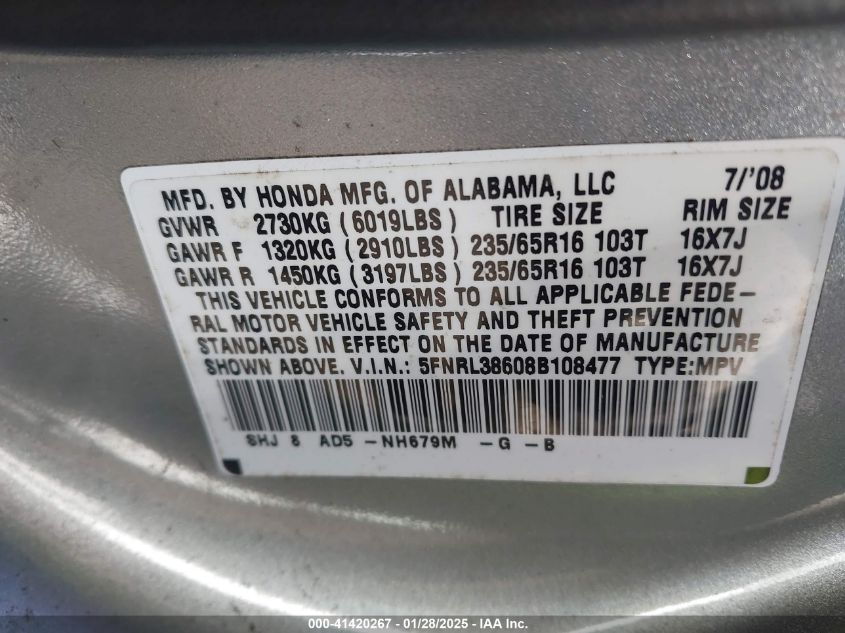 MFD. BY HONDA MFG. OF ALABAMA, LLC 7/'08
GVWR 2730KG (6019LBS) TIRE SIZE RIM SIZE
GAWR F 1320KG (2910LBS) 235/65R16 103T 16X7J
GAWR R 1450KG (3197LBS) 235/65R16 103T 16X7J
THIS VEHICLE CONFORMS TO ALL APPLICABLE FEDE-
RAL MOTOR VEHICLE SAFETY AND THEFT PREVENTION
STANDARDS IN EFFECT ON THE DATE OF MANUFACTURE
SHOWN ABOVE. V.I.N.: 5FNRL38608B108477 TYPE:MPV
SHJ 8 AD5 -NH679M -G -B
000-41420267 - 01/28/2025 - IAA Inc.